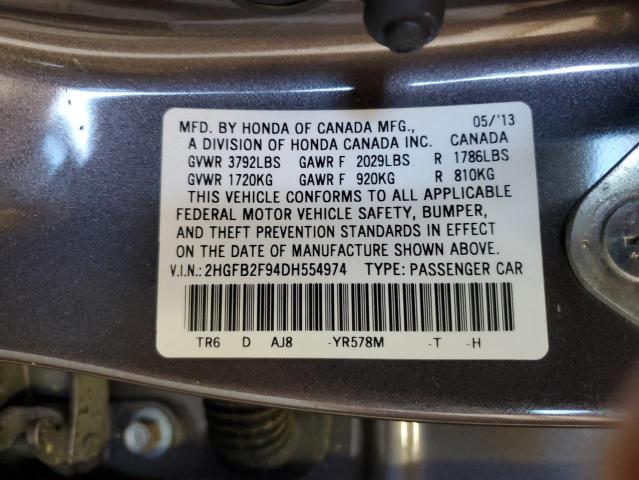 MFD. BY HONDA OF CANADA MFG., 05/'13
A DIVISION OF HONDA CANADA INC. CANADA
GVWR 3792LBS GAWR F 2029LBS R 1786LBS
GVWR 1720KG GAWR F 920KG R 810KG
THIS VEHICLE CONFORMS TO ALL APPLICABLE
FEDERAL MOTOR VEHICLE SAFETY, BUMPER,
AND THEFT PREVENTION STANDARDS IN EFFECT
ON THE DATE OF MANUFACTURE SHOWN ABOVE.
V.I.N.: 2HGFB2F94DH554974 TYPE: PASSENGER CAR
TR6 D AJ8 -YR578M -T -H